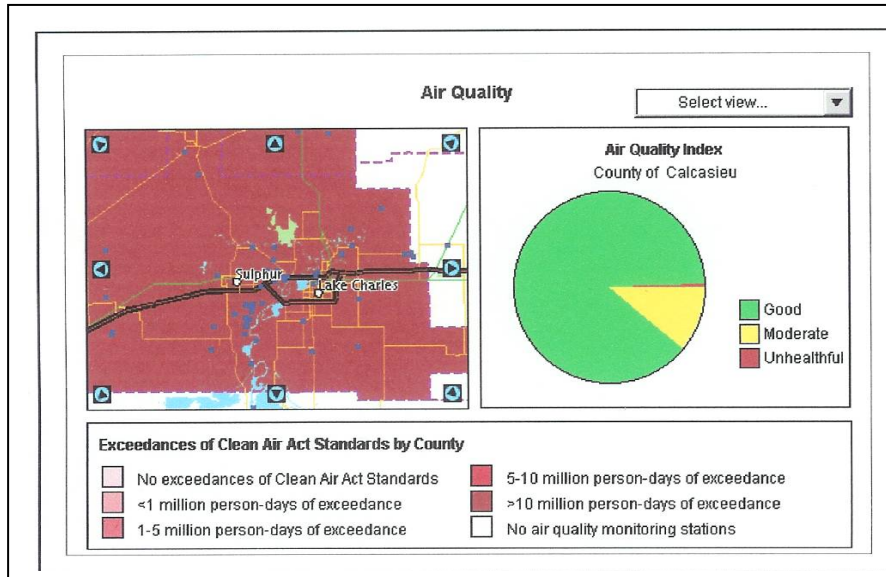 Air Quality
Select view...
Sulphur
Lake Charles
Air Quality Index
County of Calcasieu
Good
Moderate
Unhealthful
Exceedances of Clean Air Act Standards by County
No exceedances of Clean Air Act Standards
<1 million person-days of exceedance
1-5 million person-days of exceedance
5-10 million person-days of exceedance
>10 million person-days of exceedance
No air quality monitoring stations